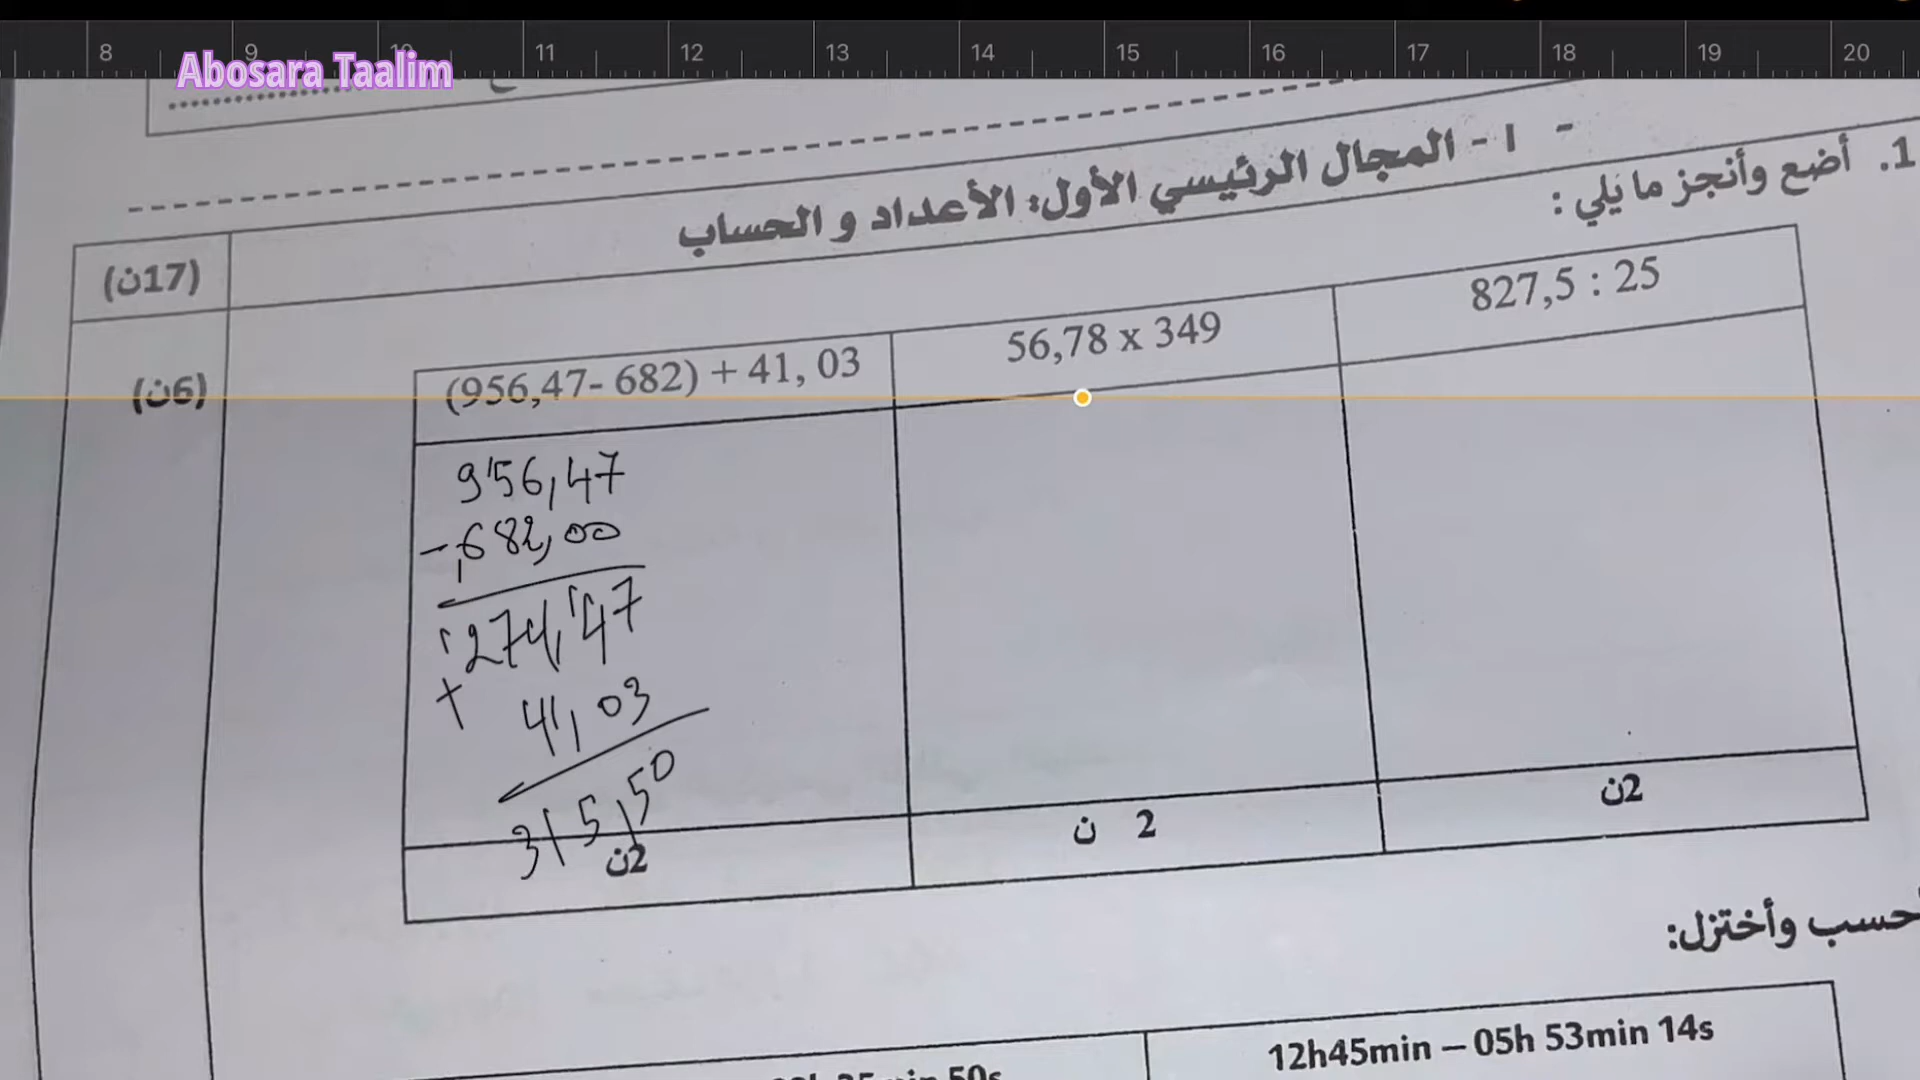 8 9 10 11 12 13 14 15 16 17 18 19 20
Abosara Taalim
- I - المجال الرئيسي الأول: الأعداد و الحساب
(17ن)
1. أضع وأنجز ما يلي :
(6ن)
(956,47- 682) + 41, 03
56,78 x 349
827,5 : 25
956,47
- 682,00
274,47
+ 41,03
315,50
2ن
2 ن
2ن
أحسب وأختزل:
12h45min – 05h 53min 14s
50s